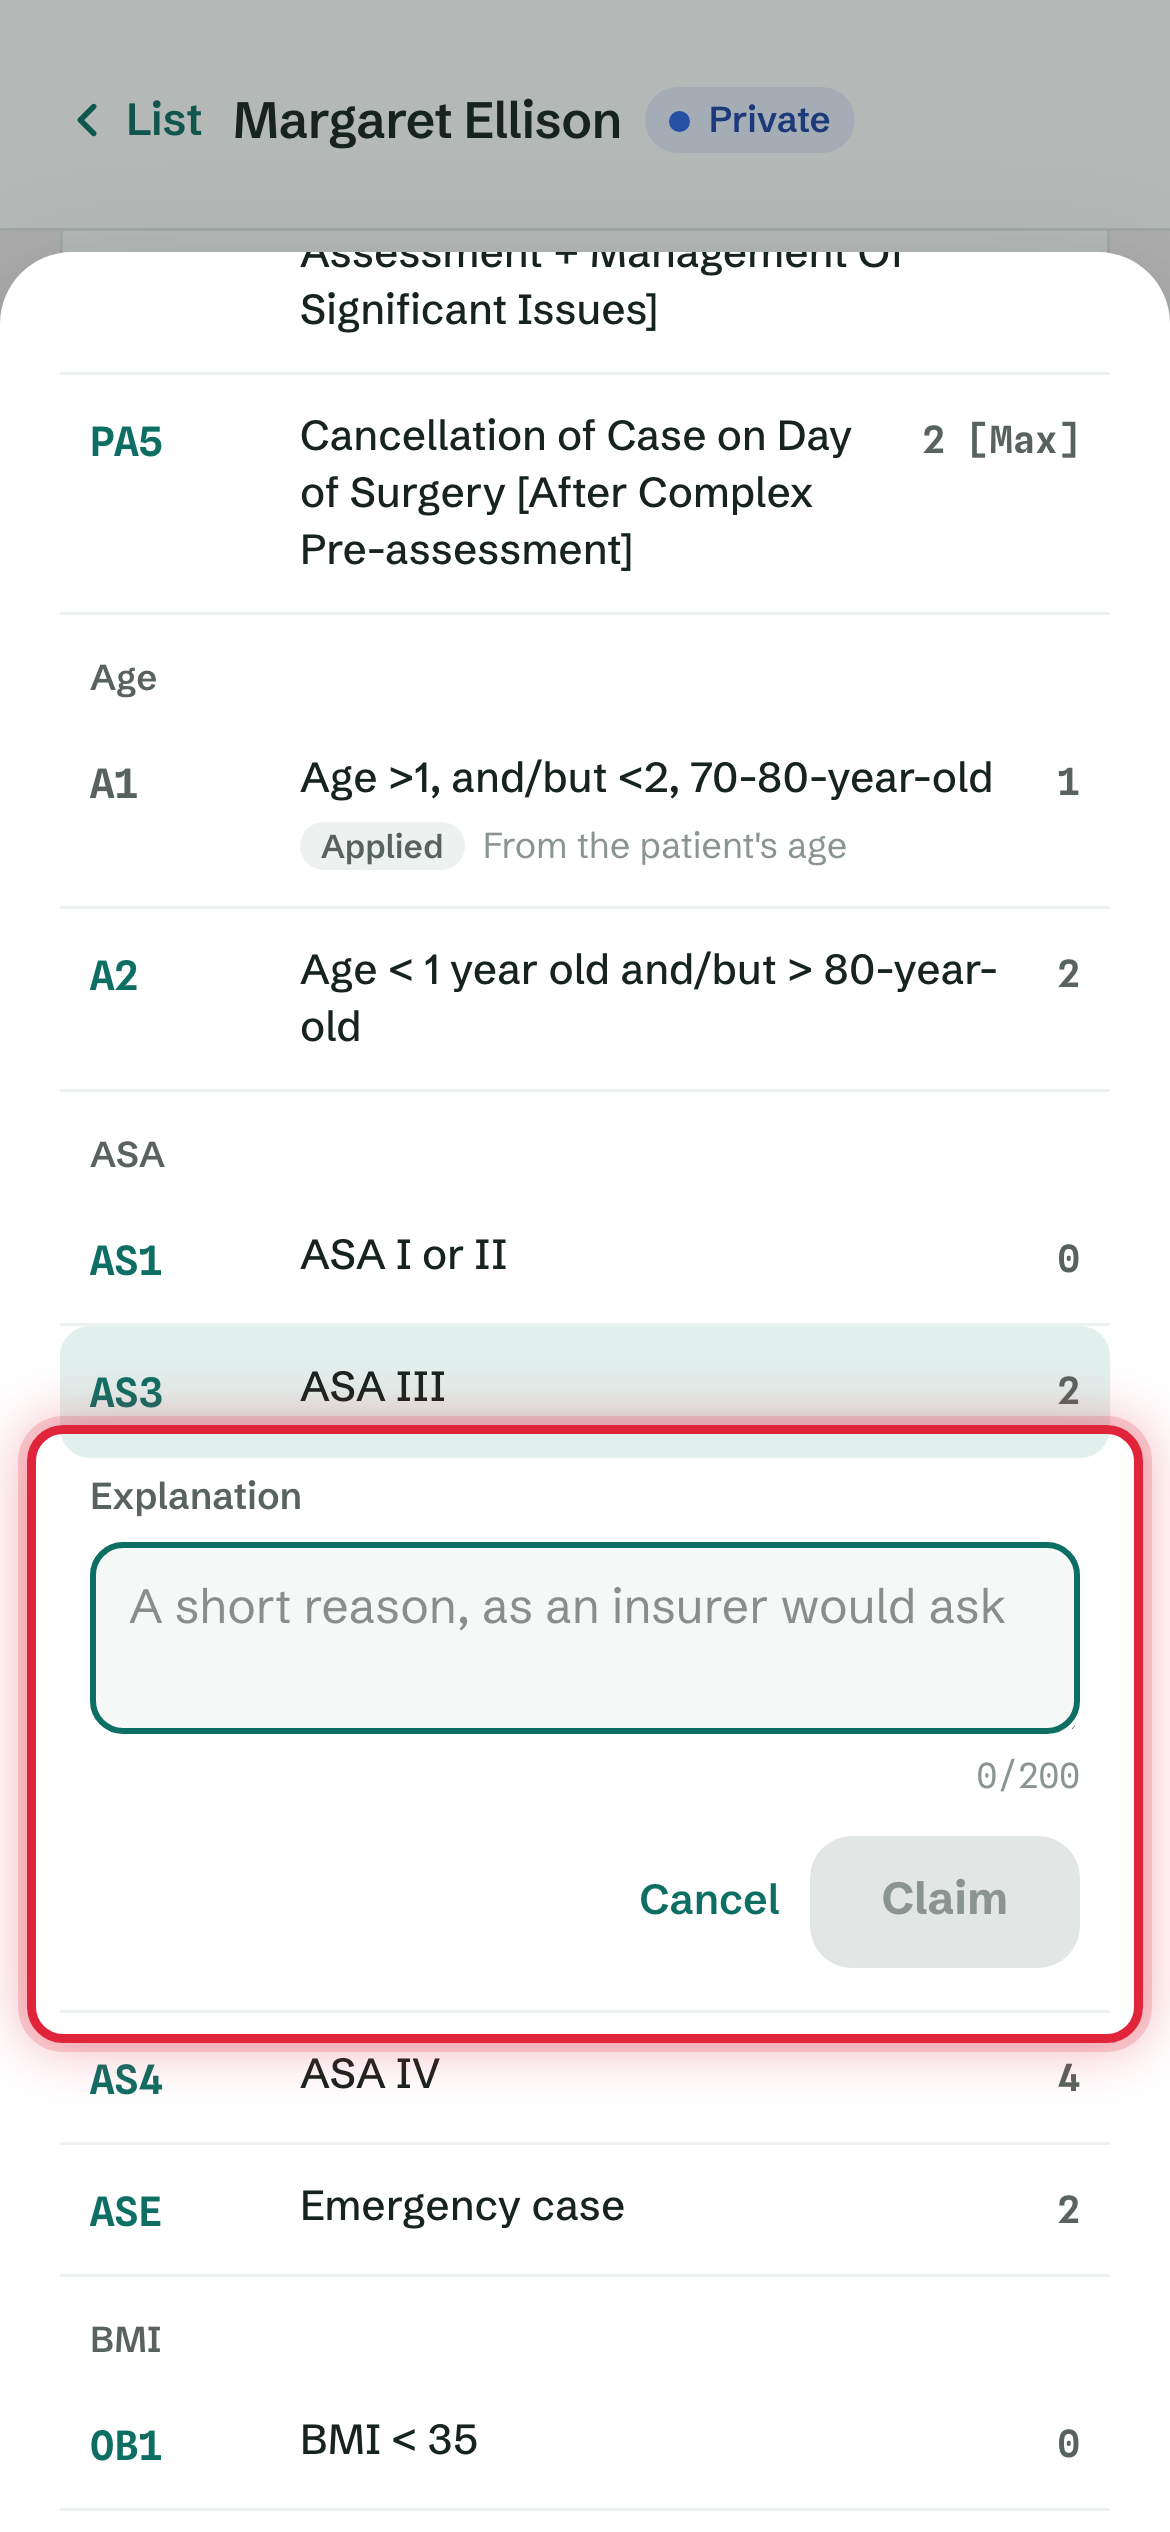 List Margaret Ellison Private
Assessment + Management Of
Significant Issues]
PA5 Cancellation of Case on Day 2 [Max]
of Surgery [After Complex
Pre-assessment]
Age
A1 Age >1, and/but <2, 70-80-year-old 1
Applied From the patient's age
A2 Age < 1 year old and/but > 80-year- 2
old
ASA
AS1 ASA I or II 0
AS3 ASA III 2
Explanation
A short reason, as an insurer would ask
0/200
Cancel Claim
AS4 ASA IV 4
ASE Emergency case 2
BMI
OB1 BMI < 35 0